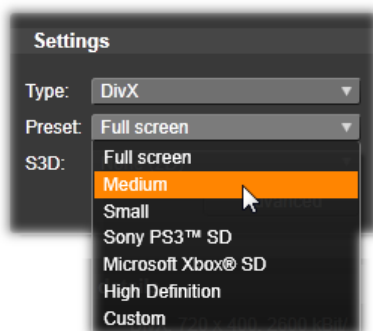 Settings
Type: DivX
Preset: Full screen
S3D: Full screen
Medium
Small
Sony PS3™ SD
Microsoft Xbox® SD
High Definition
Custom